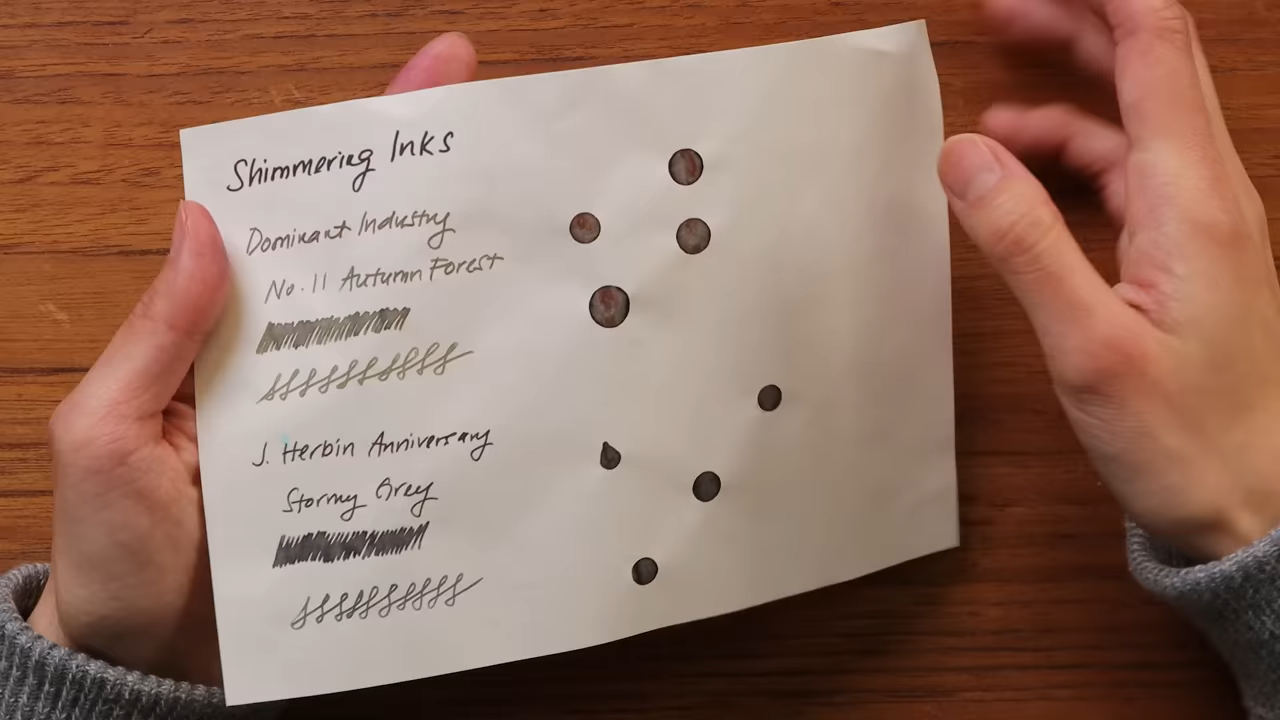 Shimmering Inks
Dominant Industry
No. 11 Autumn Forest
J. Herbin Anniversary
Stormy Grey